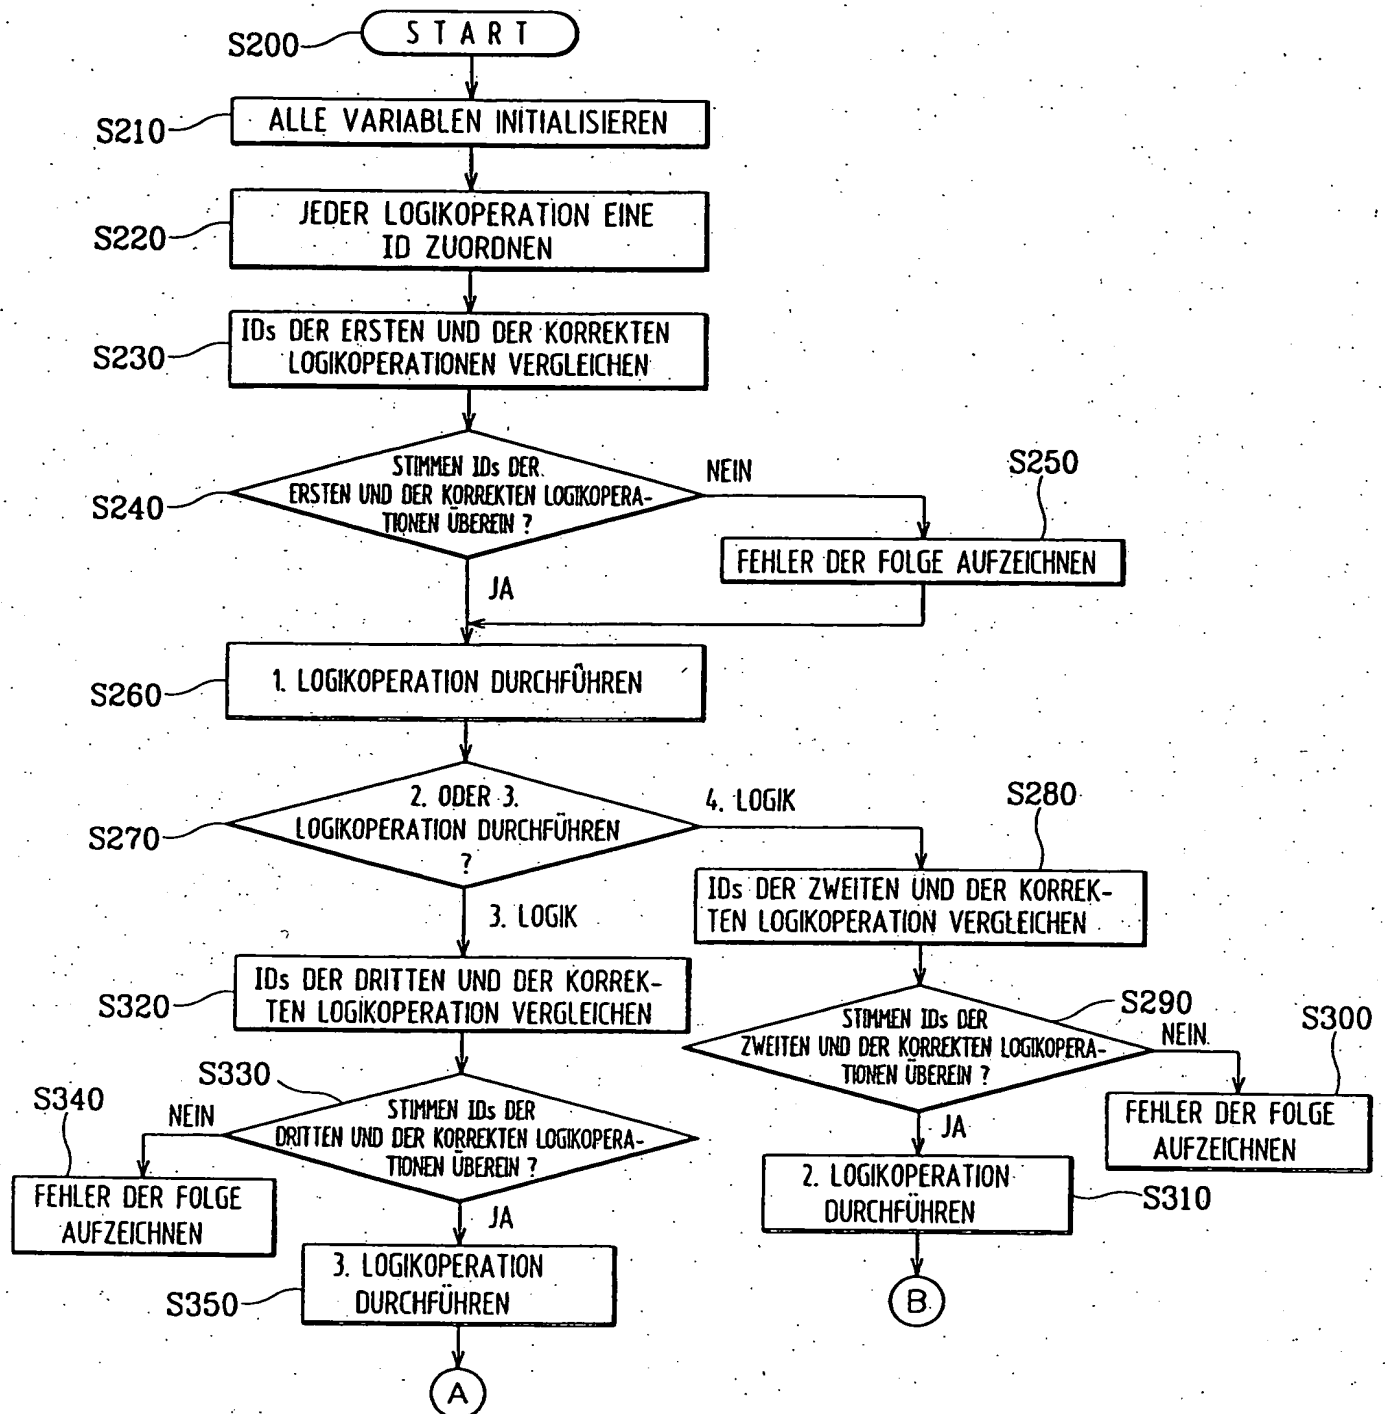 S200
START
S210
ALLE VARIABLEN INITIALISIEREN
S220
JEDER LOGIKOPERATION EINE
ID ZUORDNEN
S230
IDs DER ERSTEN UND DER KORREKTEN
LOGIKOPERATIONEN VERGLEICHEN
S240
STIMMEN IDs DER
ERSTEN UND DER KORREKTEN LOGIKOPERA-
TIONEN ÜBEREIN ?
NEIN
JA
S250
FEHLER DER FOLGE AUFZEICHNEN
S260
1. LOGIKOPERATION DURCHFÜHREN
S270
2. ODER 3.
LOGIKOPERATION DURCHFÜHREN
?
4. LOGIK
3. LOGIK
S280
IDs DER ZWEITEN UND DER KORREK-
TEN LOGIKOPERATION VERGLEICHEN
S320
IDs DER DRITTEN UND DER KORREK-
TEN LOGIKOPERATION VERGLEICHEN
S290
STIMMEN IDs DER
ZWEITEN UND DER KORREKTEN LOGIKOPERA-
TIONEN ÜBEREIN ?
NEIN
JA
S300
FEHLER DER FOLGE
AUFZEICHNEN
S330
STIMMEN IDs DER
DRITTEN UND DER KORREKTEN LOGIKOPERA-
TIONEN ÜBEREIN ?
NEIN
JA
S340
FEHLER DER FOLGE
AUFZEICHNEN
2. LOGIKOPERATION
DURCHFÜHREN
S310
B
3. LOGIKOPERATION
DURCHFÜHREN
S350
A